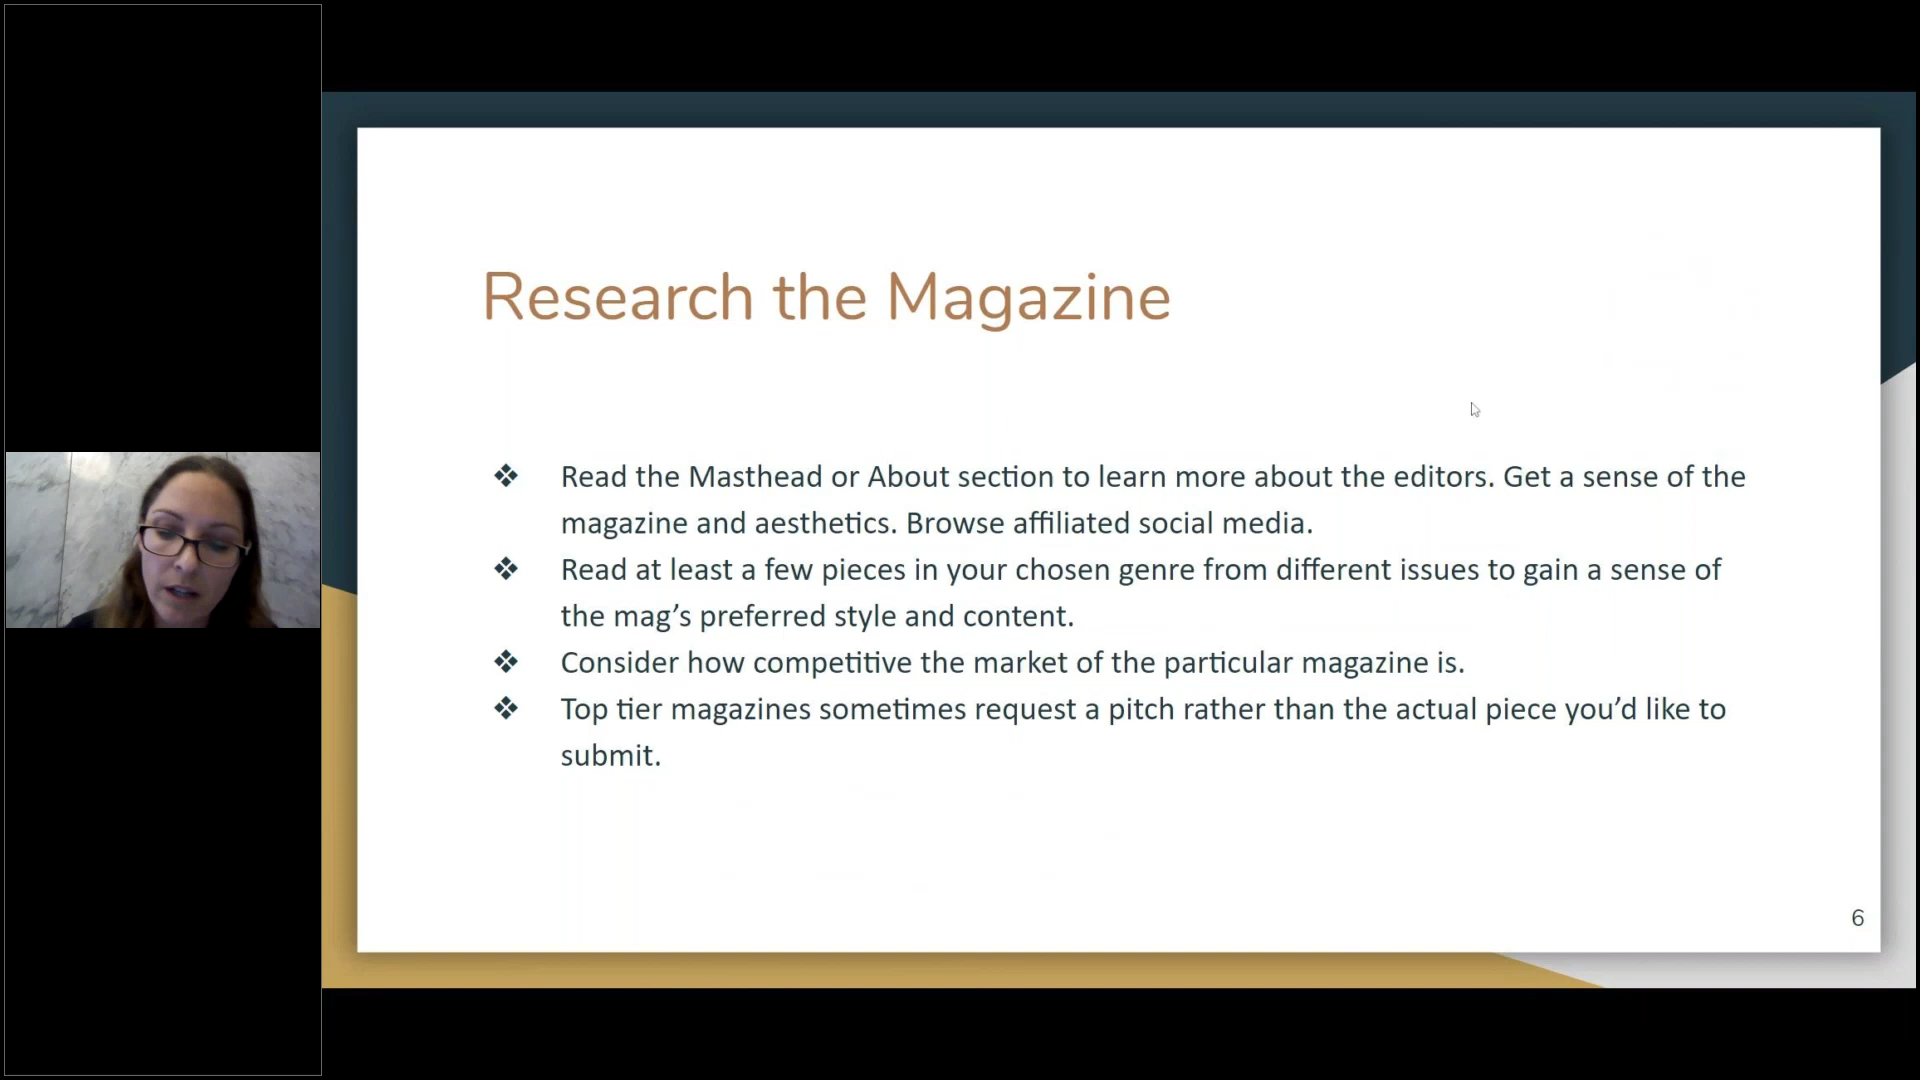 Research the Magazine
❖ Read the Masthead or About section to learn more about the editors. Get a sense of the
magazine and aesthetics. Browse affiliated social media.
❖ Read at least a few pieces in your chosen genre from different issues to gain a sense of
the mag’s preferred style and content.
❖ Consider how competitive the market of the particular magazine is.
❖ Top tier magazines sometimes request a pitch rather than the actual piece you’d like to
submit.
6